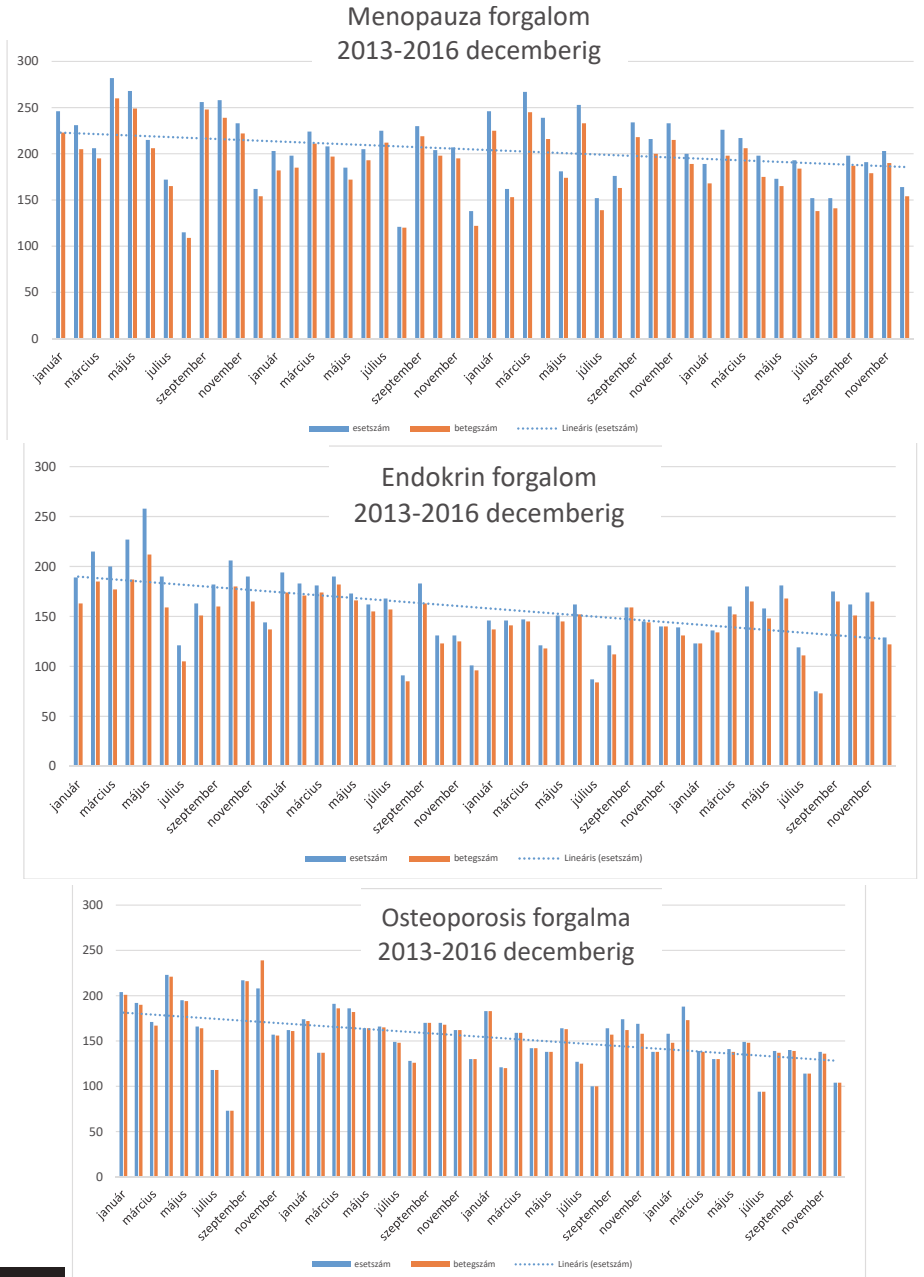 Menopauza forgalom
2013-2016 decemberig
300
250
200
150
100
50
0
január
március
május
július
szeptember
november
január
március
május
július
szeptember
november
január
március
május
július
szeptember
november
január
március
május
július
szeptember
november
esetszám betegszám Lineáris (esetszám)
Endokrin forgalom
2013-2016 decemberig
300
250
200
150
100
50
0
január
március
május
július
szeptember
november
január
március
május
július
szeptember
november
január
március
május
július
szeptember
november
január
március
május
július
szeptember
november
esetszám betegszám Lineáris (esetszám)
Osteoporosis forgalma
2013-2016 decemberig
300
250
200
150
100
50
0
január
március
május
július
szeptember
november
január
március
május
július
szeptember
november
január
március
május
július
szeptember
november
január
március
május
július
szeptember
november
esetszám betegszám Lineáris (esetszám)